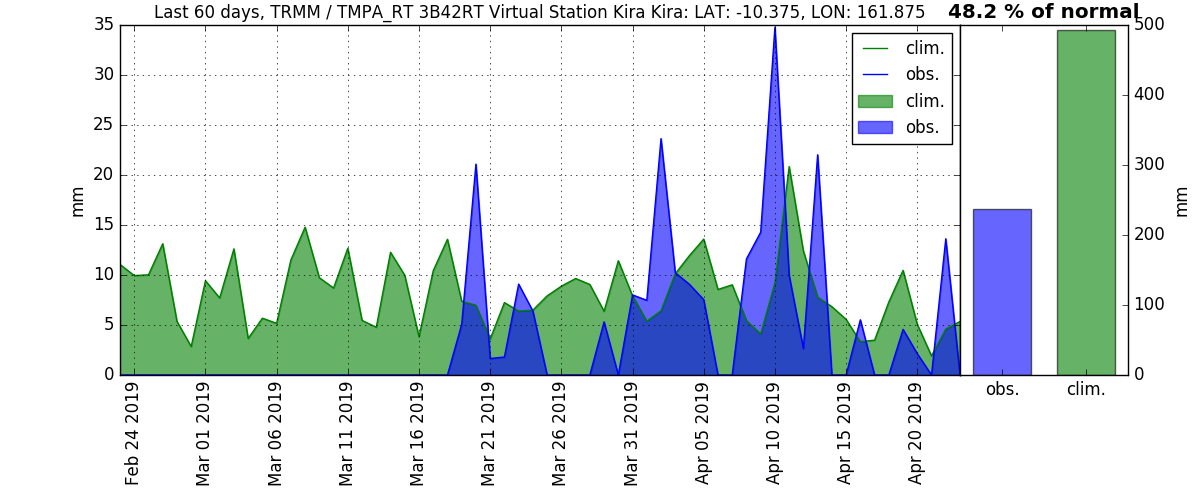 Last 60 days, TRMM / TMPA_RT 3B42RT Virtual Station Kira Kira: LAT: -10.375, LON: 161.875
48.2 % of normal
35
30
25
20
15
10
5
0
mm
clim.
obs.
clim.
obs.
500
400
300
200
100
0
mm
obs.
clim.
Feb 24 2019
Mar 01 2019
Mar 06 2019
Mar 11 2019
Mar 16 2019
Mar 21 2019
Mar 26 2019
Mar 31 2019
Apr 05 2019
Apr 10 2019
Apr 15 2019
Apr 20 2019